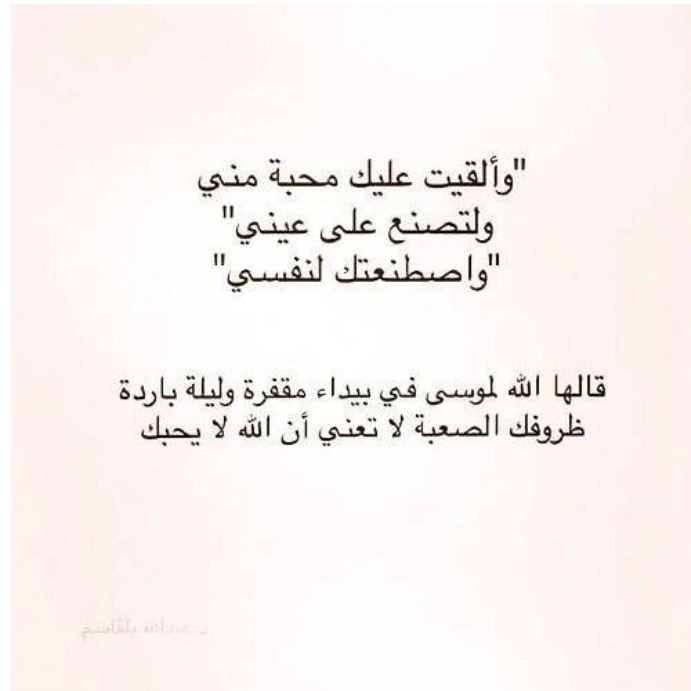 "وألقيت عليك محبة مني
ولتصنع على عيني"
"واصطنعتك لنفسي"
قالها الله لموسى في بيداء مقفرة وليلة باردة
ظروفك الصعبة لا تعني أن الله لا يحبك